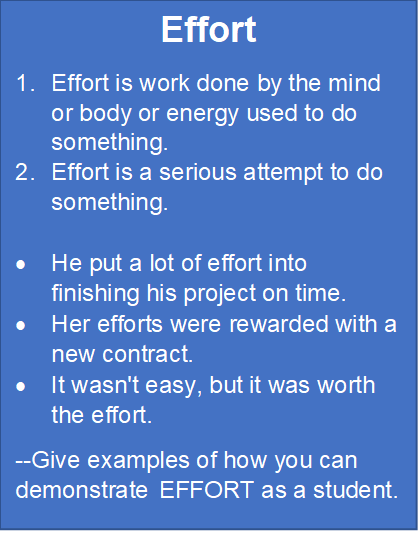 Effort
1. Effort is work done by the mind
or body or energy used to do
something.
2. Effort is a serious attempt to do
something.
• He put a lot of effort into
finishing his project on time.
• Her efforts were rewarded with a
new contract.
• It wasn't easy, but it was worth
the effort.
--Give examples of how you can
demonstrate EFFORT as a student.